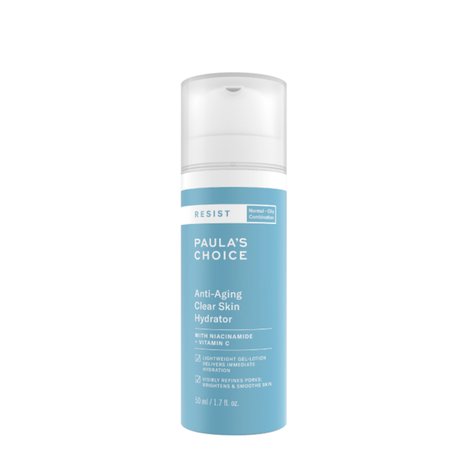 RESIST
Normal - Oily
Combination
PAULA'S
CHOICE
Anti-Aging
Clear Skin
Hydrator
WITH NIACINAMIDE
+ VITAMIN C
LIGHTWEIGHT GEL-LOTION
DELIVERS IMMEDIATE
HYDRATION
VISIBLY REFINES PORES;
BRIGHTENS & SMOOTHS SKIN
50 ml / 1.7 fl. oz.